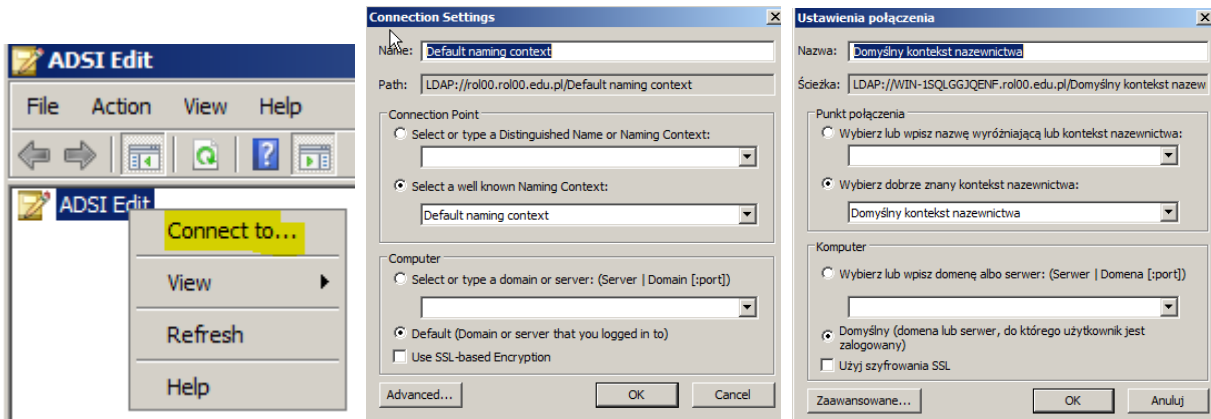 ADSI Edit
File Action View Help
ADSI Edit
Connect to...
View
Refresh
Help
Connection Settings
Name: Default naming context
Path: LDAP://rol00.rol00.edu.pl/Default naming context
Connection Point
Select or type a Distinguished Name or Naming Context:
Select a well known Naming Context:
Default naming context
Computer
Select or type a domain or server: (Server | Domain [:port])
Default (Domain or server that you logged in to)
Use SSL-based Encryption
Advanced... OK Cancel
Ustawienia połączenia
Nazwa: Domyślny kontekst nazewnictwa
Ścieżka: LDAP://WIN-1SQLGGJQENF.rol00.edu.pl/Domyślny kontekst nazew
Punkt połączenia
Wybierz lub wpisz nazwę wyróżniającą lub kontekst nazewnictwa:
Wybierz dobrze znany kontekst nazewnictwa:
Domyślny kontekst nazewnictwa
Komputer
Wybierz lub wpisz domenę albo serwer: (Serwer | Domena [:port])
Domyślny (domena lub serwer, do którego użytkownik jest
zalogowany)
Użyj szyfrowania SSL
Zaawansowane... OK Anuluj